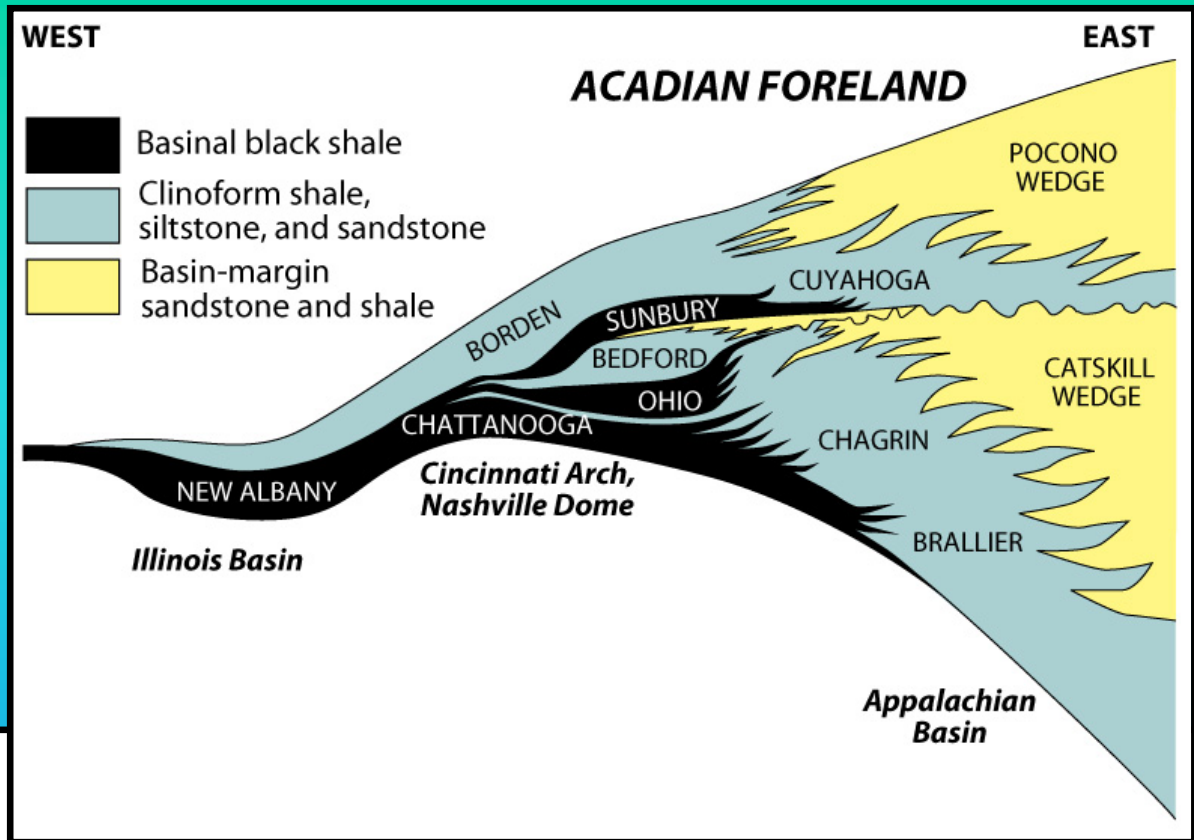 WEST
EAST
ACADIAN FORELAND
Basinal black shale
Clinoform shale,
siltstone, and sandstone
Basin-margin
sandstone and shale
POCONO
WEDGE
CUYAHOGA
SUNBURY
BORDEN
BEDFORD
CATSKILL
WEDGE
OHIO
CHATTANOOGA
CHAGRIN
NEW ALBANY
Cincinnati Arch,
Nashville Dome
BRALLIER
Illinois Basin
Appalachian
Basin